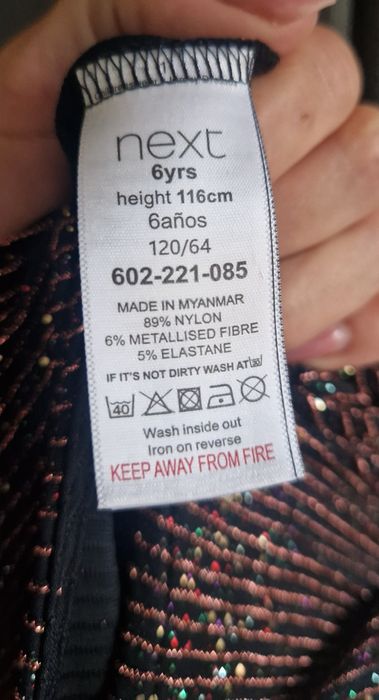 next
6yrs
height 116cm
6años
120/64
602-221-085
MADE IN MYANMAR
89% NYLON
6% METALLISED FIBRE
5% ELASTANE
IF IT'S NOT DIRTY WASH AT 30
40
Wash inside out
Iron on reverse
KEEP AWAY FROM FIRE